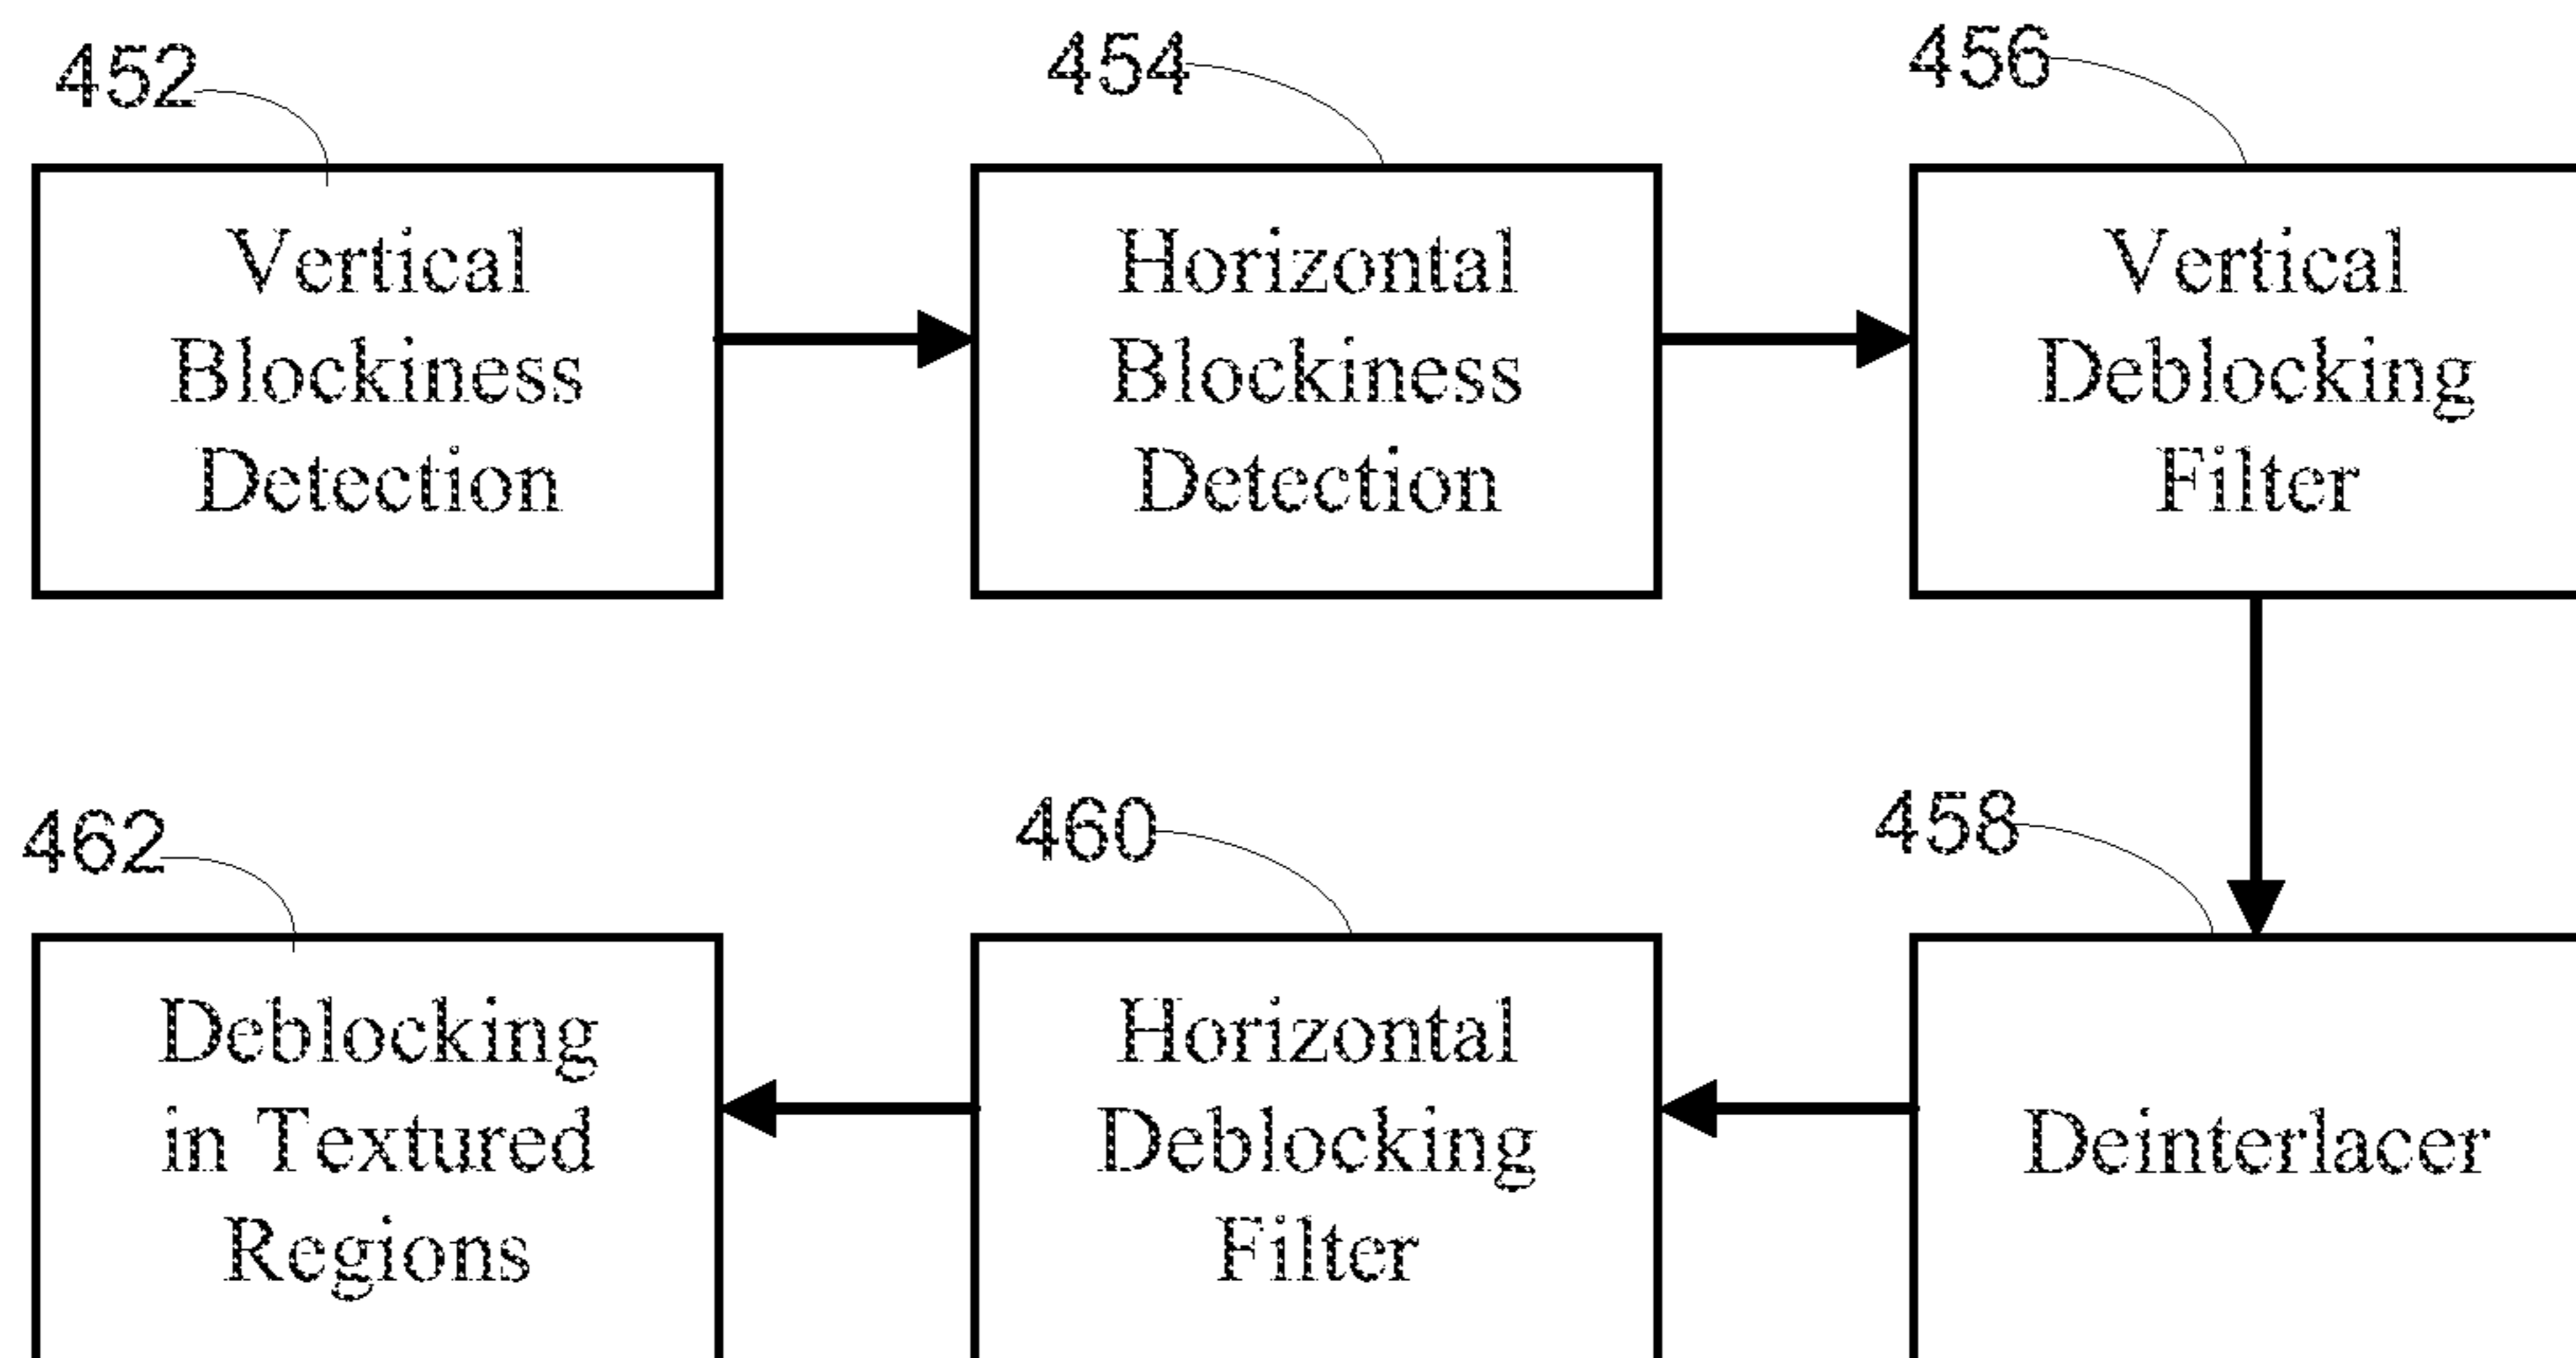 452
Vertical
Blockiness
Detection
454
Horizontal
Blockiness
Detection
456
Vertical
Deblocking
Filter
458
Deinterlacer
460
Horizontal
Deblocking
Filter
462
Deblocking
in Textured
Regions